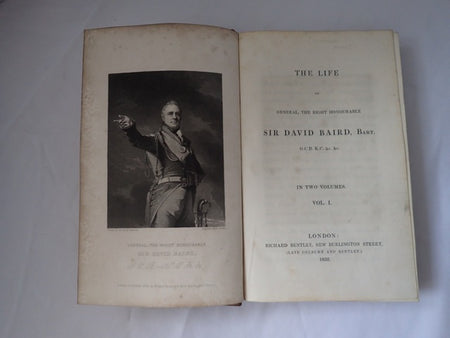 GENERAL, THE RIGHT HONOURABLE
SIR DAVID BAIRD,
THE LIFE
OF
GENERAL, THE RIGHT HONOURABLE
SIR DAVID BAIRD, BART.
G.C.B. K.C. &c. &c.
IN TWO VOLUMES.
VOL. I.
LONDON:
RICHARD BENTLEY, NEW BURLINGTON STREET,
(LATE COLBURN AND BENTLEY.)
1832.